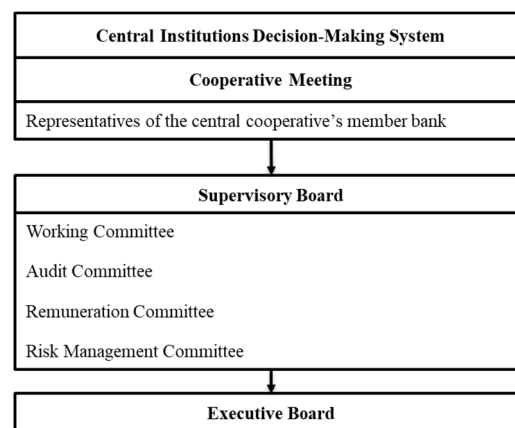 Central Institutions Decision-Making System
Cooperative Meeting
Representatives of the central cooperative’s member bank
Supervisory Board
Working Committee
Audit Committee
Remuneration Committee
Risk Management Committee
Executive Board